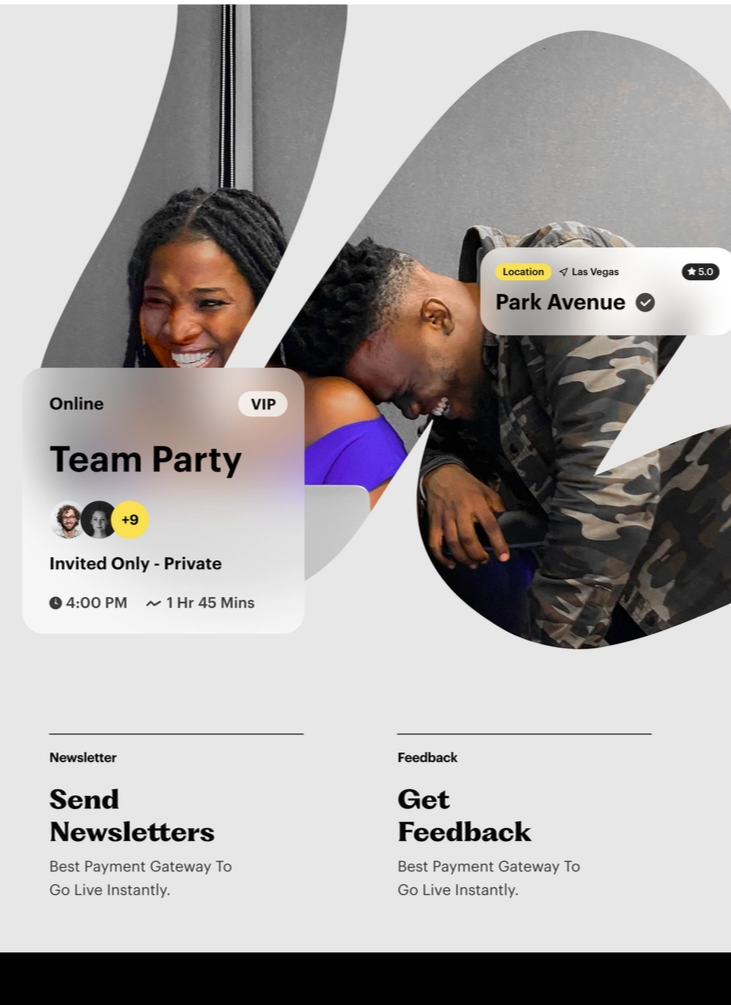 Location
Las Vegas
5.0
Park Avenue
Online
VIP
Team Party
+9
Invited Only - Private
4:00 PM
1 Hr 45 Mins
Newsletter
Send
Newsletters
Best Payment Gateway To
Go Live Instantly.
Feedback
Get
Feedback
Best Payment Gateway To
Go Live Instantly.